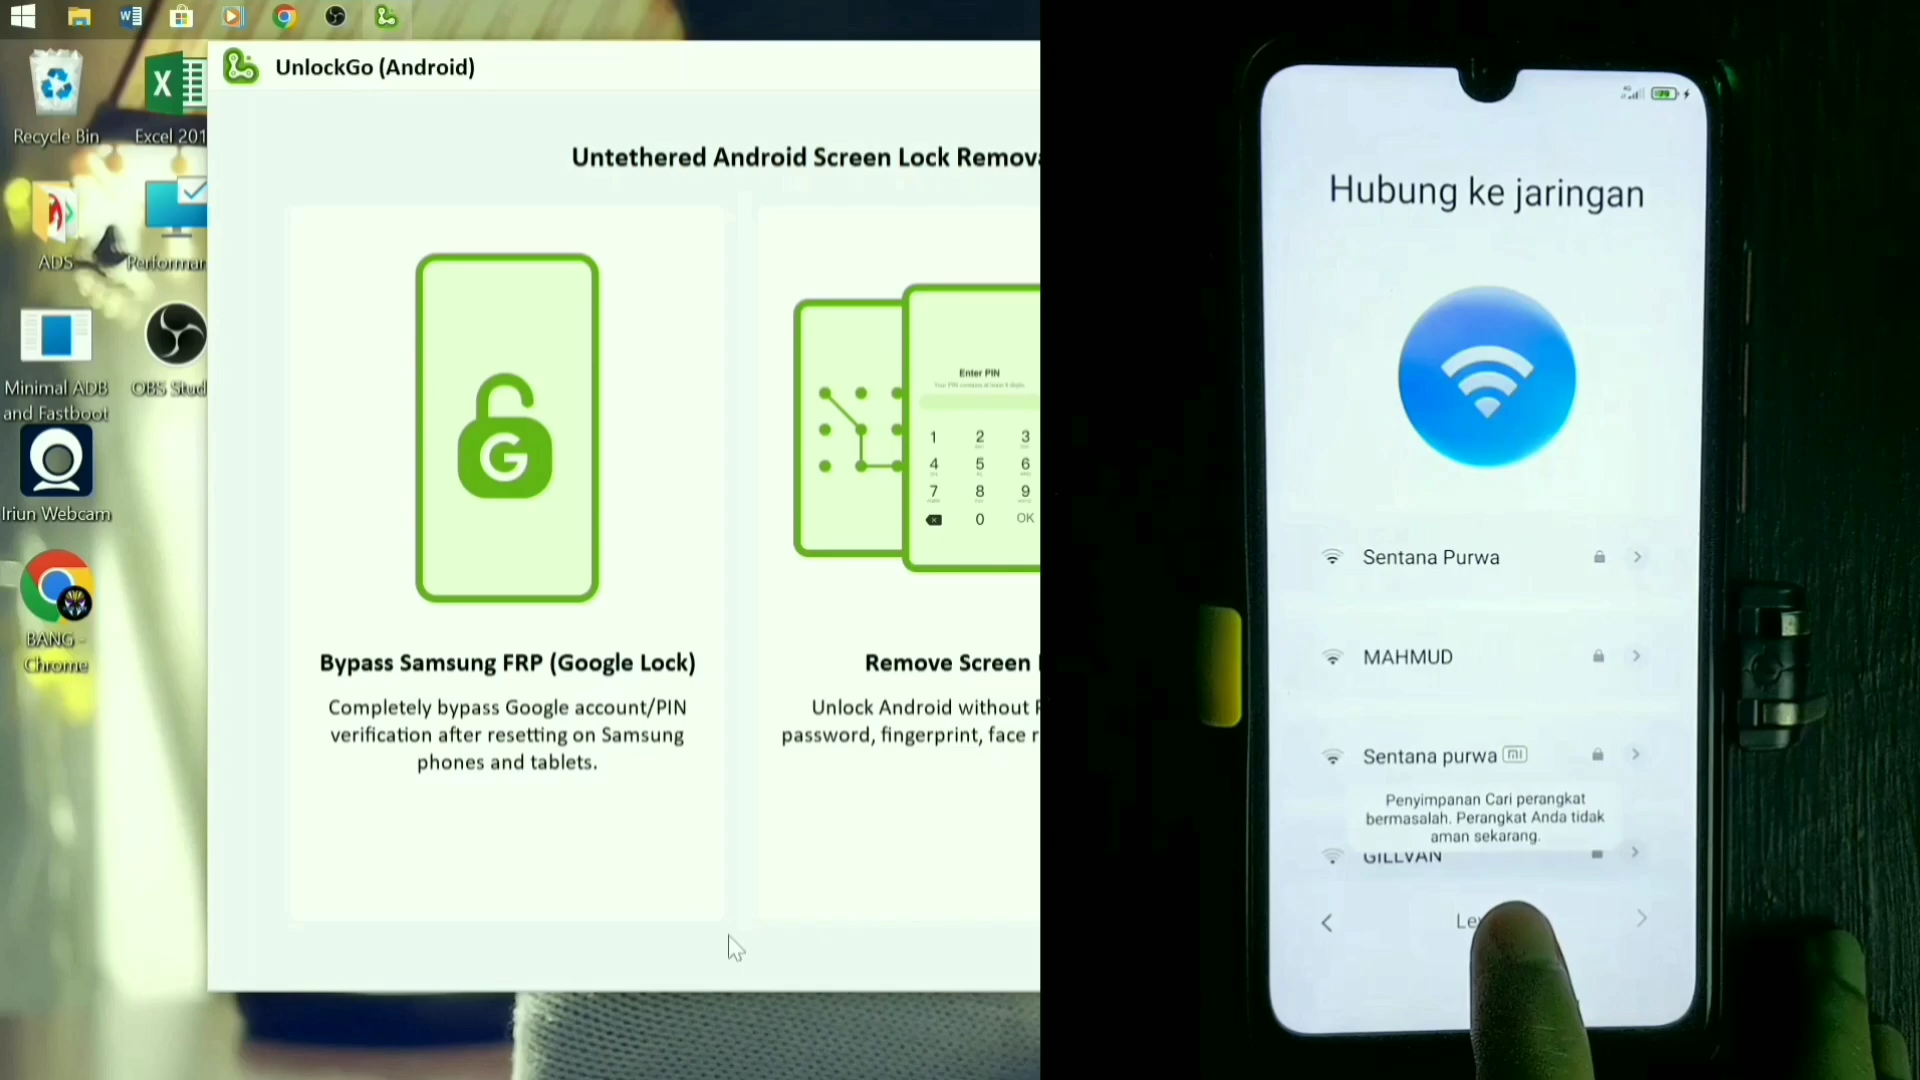 Recycle Bin
Excel 201
ADS
Performan
Minimal ADB
and Fastboot
OBS Stud
Iriun Webcam
BANG -
Chrome
UnlockGo (Android)
Untethered Android Screen Lock Remova
Enter PIN
1 2 3
4 5 6
7 8 9
0 OK
Bypass Samsung FRP (Google Lock)
Completely bypass Google account/PIN
verification after resetting on Samsung
phones and tablets.
Remove Screen
Unlock Android without
password, fingerprint, face r
Hubung ke jaringan
Sentana Purwa
MAHMUD
Sentana purwa mi
Penyimpanan Cari perangkat
bermasalah. Perangkat Anda tidak
aman sekarang.
GILLVAN
Le